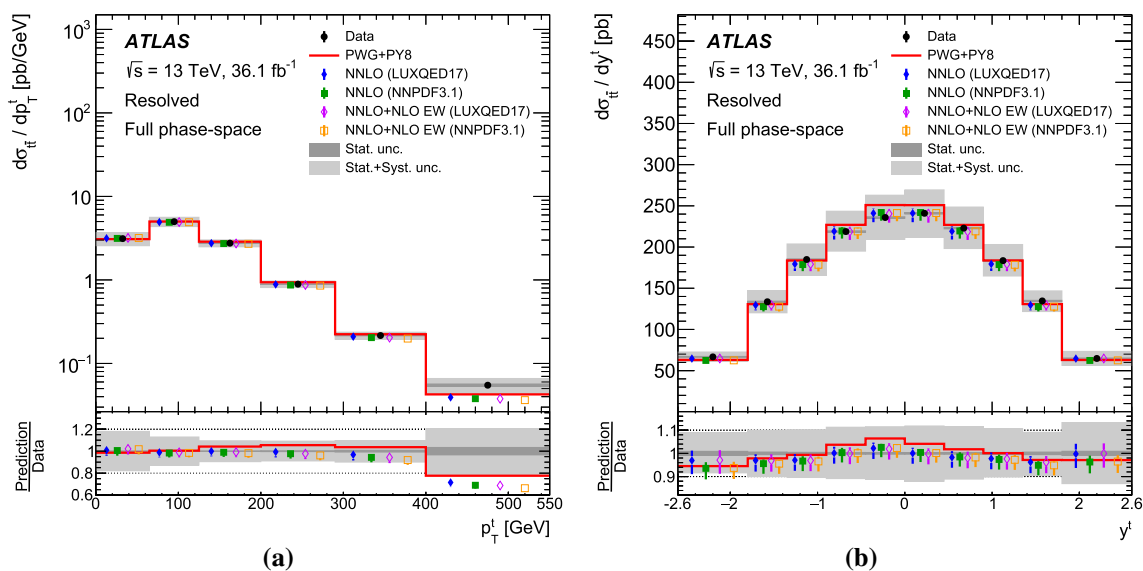 dσ_tt̄ / dp_T^t [pb/GeV]
10³
10²
10
1
10⁻¹
ATLAS
√s = 13 TeV, 36.1 fb⁻¹
Resolved
Full phase-space
Data
PWG+PY8
NNLO (LUXQED17)
NNLO (NNPDF3.1)
NNLO+NLO EW (LUXQED17)
NNLO+NLO EW (NNPDF3.1)
Stat. unc.
Stat.+Syst. unc.
Prediction
Data
1.2
1
0.8
0.6
0 100 200 300 400 500 550
p_T^t [GeV]
(a)
dσ_tt̄ / dy^t [pb]
450
400
350
300
250
200
150
100
50
ATLAS
√s = 13 TeV, 36.1 fb⁻¹
Resolved
Full phase-space
Data
PWG+PY8
NNLO (LUXQED17)
NNLO (NNPDF3.1)
NNLO+NLO EW (LUXQED17)
NNLO+NLO EW (NNPDF3.1)
Stat. unc.
Stat.+Syst. unc.
Prediction
Data
1.1
1
0.9
-2.6 −2 −1 0 1 2 2.6
y^t
(b)